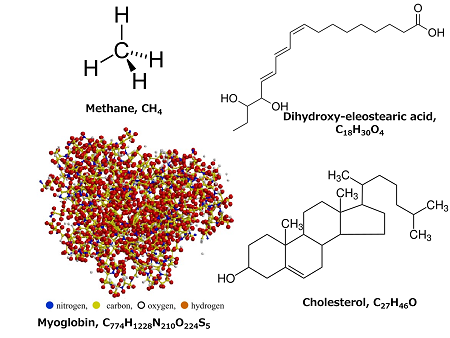 H
C
H
H
H
Methane, CH₄
O
OH
OH
HO
Dihydroxy-eleostearic acid,
C₁₈H₃₀O₄
nitrogen, carbon, oxygen, hydrogen
Myoglobin, C₇₇₄H₁₂₂₈N₂₁₀O₂₂₄S₅
H₃C
CH₃
CH₃
CH₃
CH₃
HO
Cholesterol, C₂₇H₄₆O